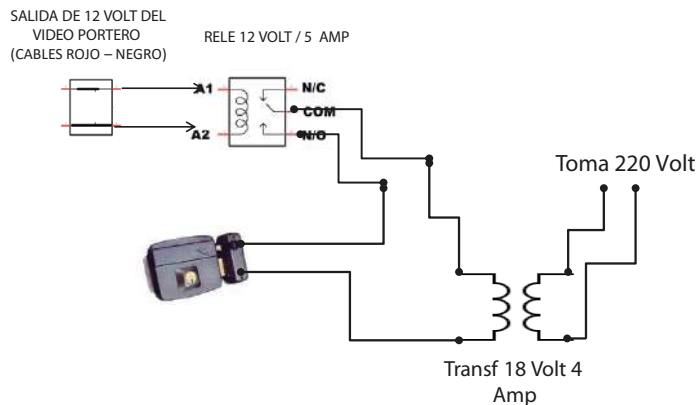 SALIDA DE 12 VOLT DEL
VIDEO PORTERO
(CABLES ROJO – NEGRO)
RELE 12 VOLT / 5 AMP
A1
N/C
COM
A2
N/O
Toma 220 Volt
Transf 18 Volt 4
Amp